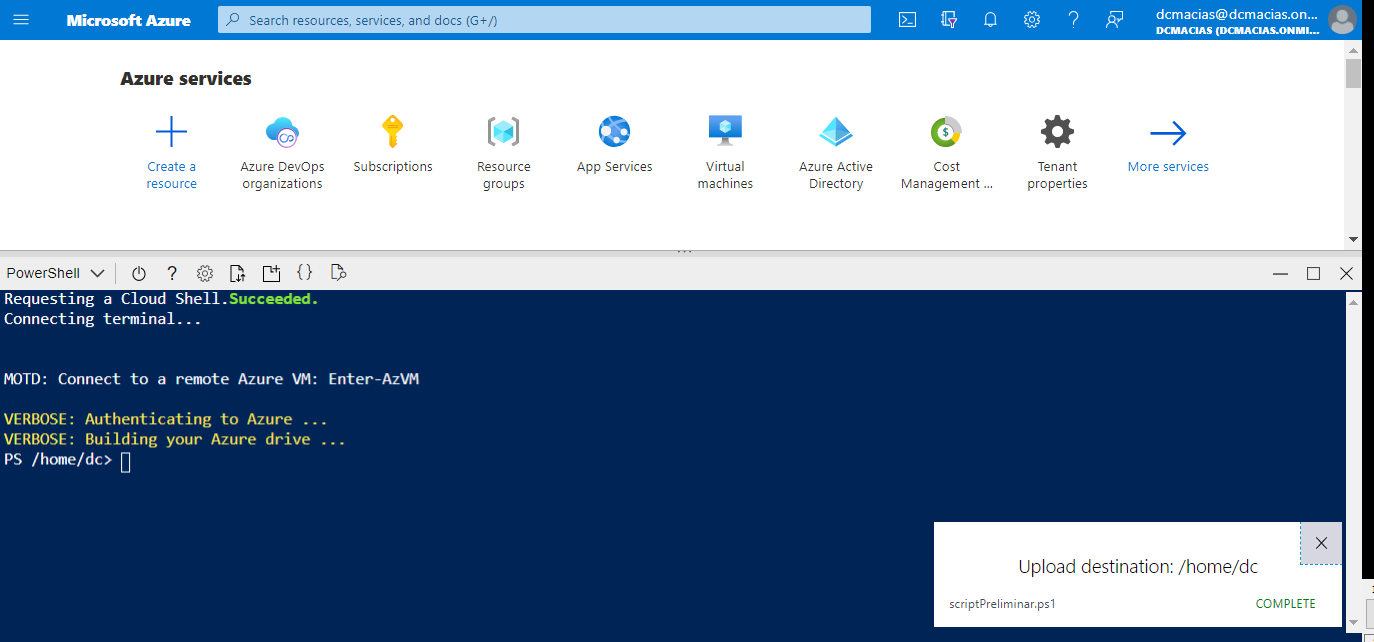 Microsoft Azure
Search resources, services, and docs (G+/)
dcmacias@dcmacias.on...
DCMACIAS (DCMACIAS.ONMI...
Azure services
Create a resource
Azure DevOps organizations
Subscriptions
Resource groups
App Services
Virtual machines
Azure Active Directory
Cost Management ...
Tenant properties
More services
PowerShell
Requesting a Cloud Shell.Succeeded.
Connecting terminal...
MOTD: Connect to a remote Azure VM: Enter-AzVM
VERBOSE: Authenticating to Azure ...
VERBOSE: Building your Azure drive ...
PS /home/dc>
Upload destination: /home/dc
scriptPreliminar.ps1 COMPLETE